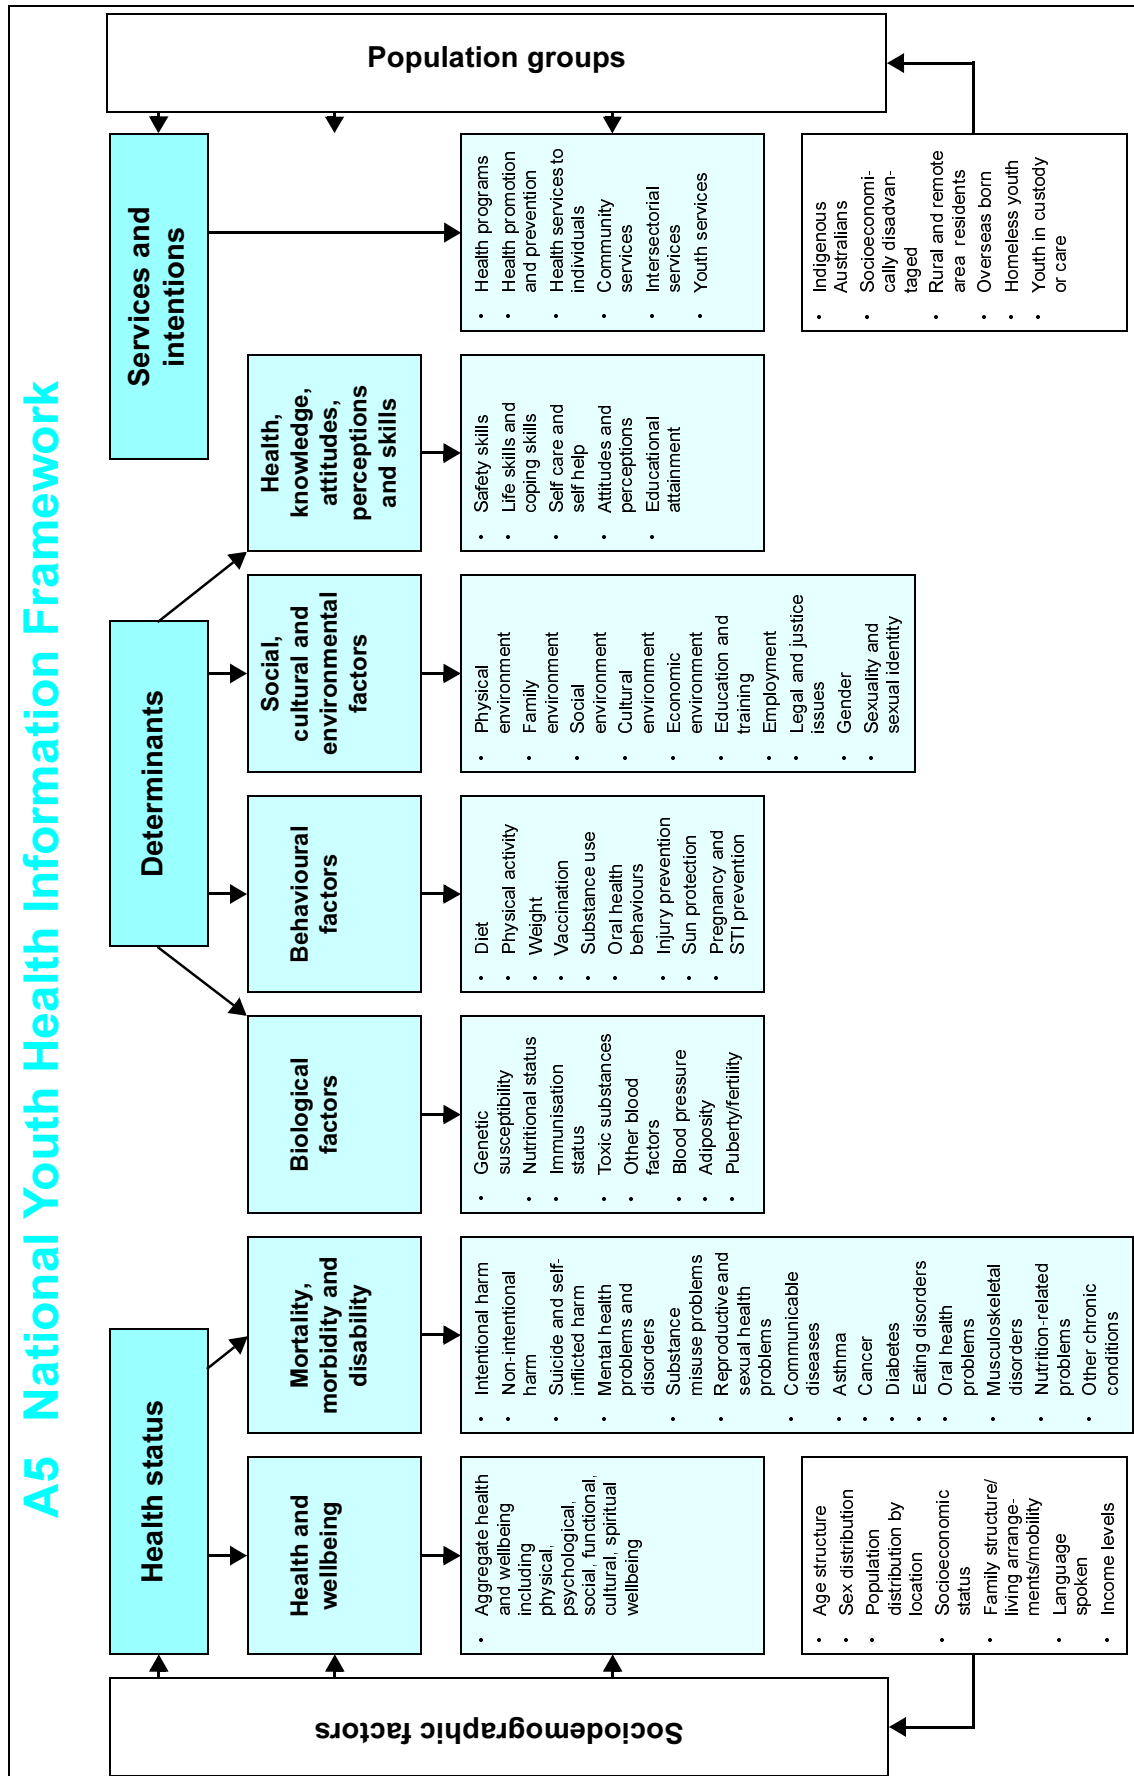 A5 National Youth Health Information Framework
Sociodemographic factors
Health status
Determinants
Services and
intentions
Population groups
Health and
wellbeing
Mortality,
morbidity and
disability
Biological
factors
Behavioural
factors
Social,
cultural and
environmental
factors
Health,
knowledge,
attitudes,
perceptions
and skills
• Aggregate health
and wellbeing
including
physical,
psychological,
social, functional,
cultural, spiritual
wellbeing
• Intentional harm
• Non-intentional
harm
• Suicide and self-
inflicted harm
• Mental health
problems and
disorders
• Substance
misuse problems
• Reproductive and
sexual health
problems
• Communicable
diseases
• Asthma
• Cancer
• Diabetes
• Eating disorders
• Oral health
problems
• Musculoskeletal
disorders
• Nutrition-related
problems
• Other chronic
conditions
• Genetic
susceptibility
• Nutritional status
• Immunisation
status
• Toxic substances
• Other blood
factors
• Blood pressure
• Adiposity
• Puberty/fertility
• Diet
• Physical activity
• Weight
• Vaccination
• Substance use
• Oral health
behaviours
• Injury prevention
• Sun protection
• Pregnancy and
STI prevention
• Physical
environment
• Family
environment
• Social
environment
• Cultural
environment
• Economic
environment
• Education and
training
• Employment
• Legal and justice
issues
• Gender
• Sexuality and
sexual identity
• Safety skills
• Life skills and
coping skills
• Self care and
self help
• Attitudes and
perceptions
• Educational
attainment
• Health programs
• Health promotion
and prevention
• Health services to
individuals
• Community
services
• Intersectorial
services
• Youth services
• Age structure
• Sex distribution
• Population
distribution by
location
• Socioeconomic
status
• Family structure/
living arrange-
ments/mobility
• Language
spoken
• Income levels
• Indigenous
Australians
• Socioeconomi-
cally disadvan-
taged
• Rural and remote
area residents
• Overseas born
• Homeless youth
• Youth in custody
or care